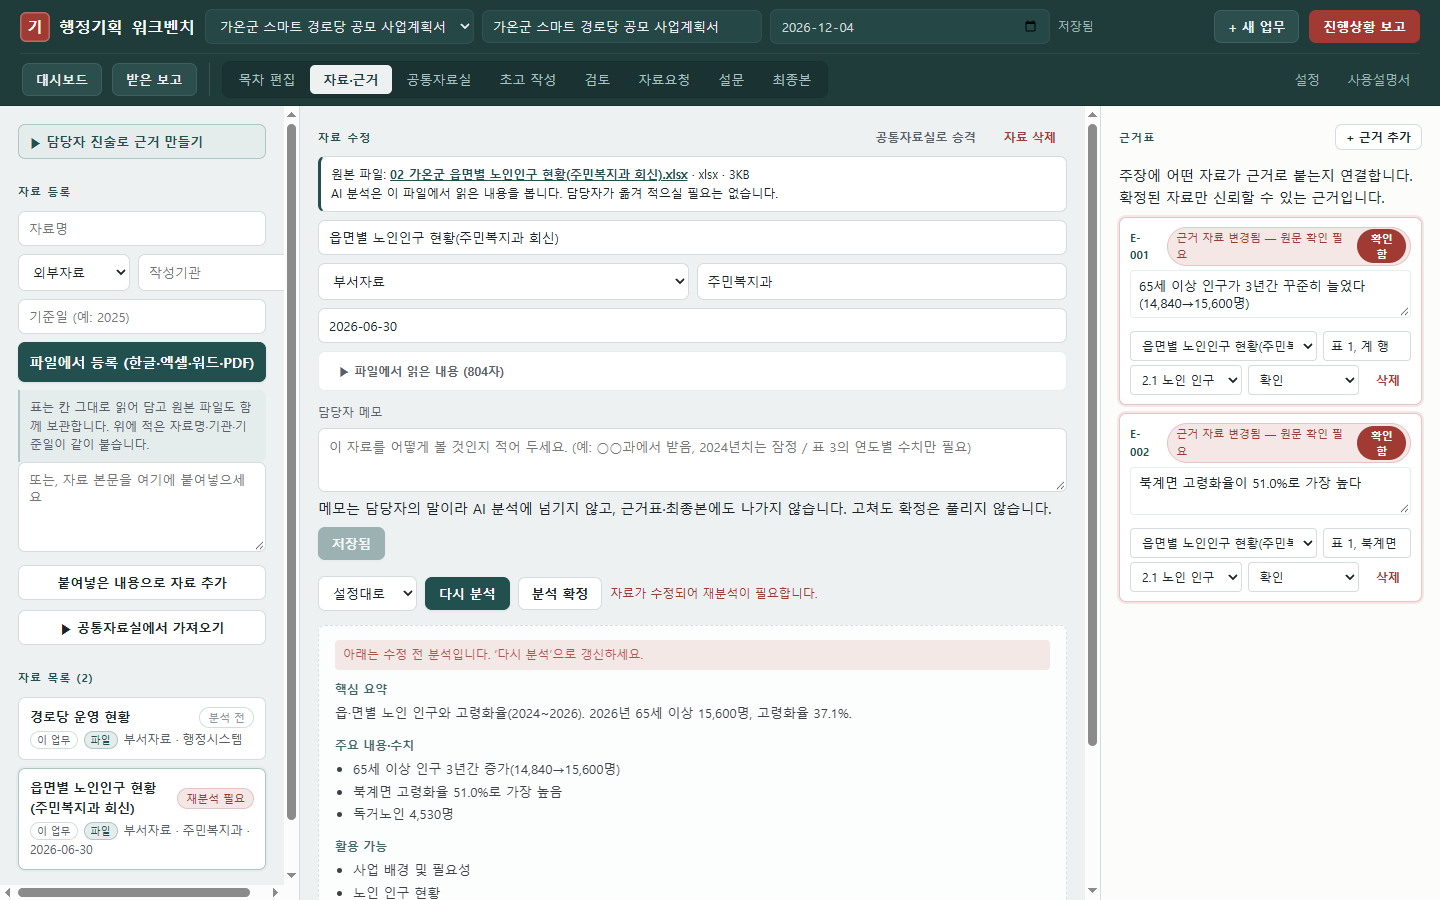 기 행정기획 워크벤치
가온군 스마트 경로당 공모 사업계획서
가온군 스마트 경로당 공모 사업계획서
2026-12-04
저장됨
+ 새 업무
진행상황 보고
대시보드
받은 보고
목차 편집
자료·근거
공통자료실
초고 작성
검토
자료요청
설문
최종본
설정
사용설명서
▶ 담당자 진술로 근거 만들기
자료 등록
자료명
외부자료
작성기관
기준일 (예: 2025)
파일에서 등록 (한글·엑셀·워드·PDF)
표는 칸 그대로 읽어 담고 원본 파일도 함
께 보관합니다. 위에 적은 자료명·기관·기
준일이 같이 붙습니다.
또는, 자료 본문을 여기에 붙여넣으세
요
붙여넣은 내용으로 자료 추가
▶ 공통자료실에서 가져오기
자료 목록 (2)
경로당 운영 현황
분석 전
이 업무 파일 부서자료 · 행정시스템
읍면별 노인인구 현황
(주민복지과 회신)
재분석 필요
이 업무 파일 부서자료 · 주민복지과 ·
2026-06-30
자료 수정
공통자료실로 승격
자료 삭제
원본 파일: 02 가온군 읍면별 노인인구 현황(주민복지과 회신).xlsx · xlsx · 3KB
AI 분석은 이 파일에서 읽은 내용을 봅니다. 담당자가 옮겨 적으실 필요는 없습니다.
읍면별 노인인구 현황(주민복지과 회신)
부서자료
주민복지과
2026-06-30
▶ 파일에서 읽은 내용 (804자)
담당자 메모
이 자료를 어떻게 볼 것인지 적어 두세요. (예: ○○과에서 받음, 2024년치는 잠정 / 표 3의 연도별 수치만 필요)
메모는 담당자의 말이라 AI 분석에 넘기지 않고, 근거표·최종본에도 나가지 않습니다. 고쳐도 확정은 풀리지 않습니다.
저장됨
설정대로
다시 분석
분석 확정
자료가 수정되어 재분석이 필요합니다.
아래는 수정 전 분석입니다. ‘다시 분석’으로 갱신하세요.
핵심 요약
읍·면별 노인 인구와 고령화율(2024~2026). 2026년 65세 이상 15,600명, 고령화율 37.1%.
주요 내용·수치
• 65세 이상 인구 3년간 증가(14,840→15,600명)
• 북계면 고령화율 51.0%로 가장 높음
• 독거노인 4,530명
활용 가능
• 사업 배경 및 필요성
• 노인 인구 현황
근거표
+ 근거 추가
주장에 어떤 자료가 근거로 붙는지 연결합니다.
확정된 자료만 신뢰할 수 있는 근거입니다.
E-
001
근거 자료 변경됨 — 원문 확인 필
요
확인
함
65세 이상 인구가 3년간 꾸준히 늘었다
(14,840→15,600명)
읍면별 노인인구 현황(주민
표 1, 계 행
2.1 노인 인구
확인
삭제
E-
002
근거 자료 변경됨 — 원문 확인 필
요
확인
함
북계면 고령화율이 51.0%로 가장 높다
읍면별 노인인구 현황(주민
표 1, 북계면
2.1 노인 인구
확인
삭제